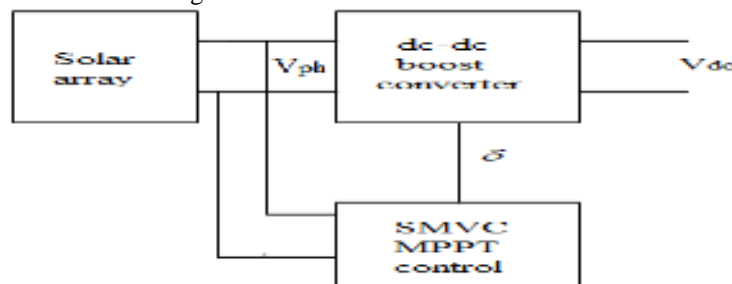 Solar
array
Vph
dc-dc
boost
converter
Vdc
δ
SMVC
MPPT
control